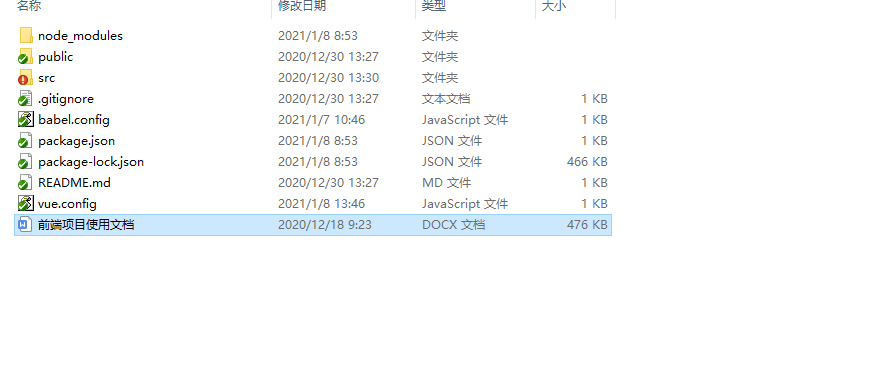 名称 修改日期 类型 大小
node_modules 2021/1/8 8:53 文件夹
public 2020/12/30 13:27 文件夹
src 2020/12/30 13:30 文件夹
.gitignore 2020/12/30 13:27 文本文档 1 KB
babel.config 2021/1/7 10:46 JavaScript 文件 1 KB
package.json 2021/1/8 8:53 JSON 文件 1 KB
package-lock.json 2021/1/8 8:53 JSON 文件 466 KB
README.md 2020/12/30 13:27 MD 文件 1 KB
vue.config 2021/1/8 13:46 JavaScript 文件 1 KB
前端项目使用文档 2020/12/18 9:23 DOCX 文档 476 KB